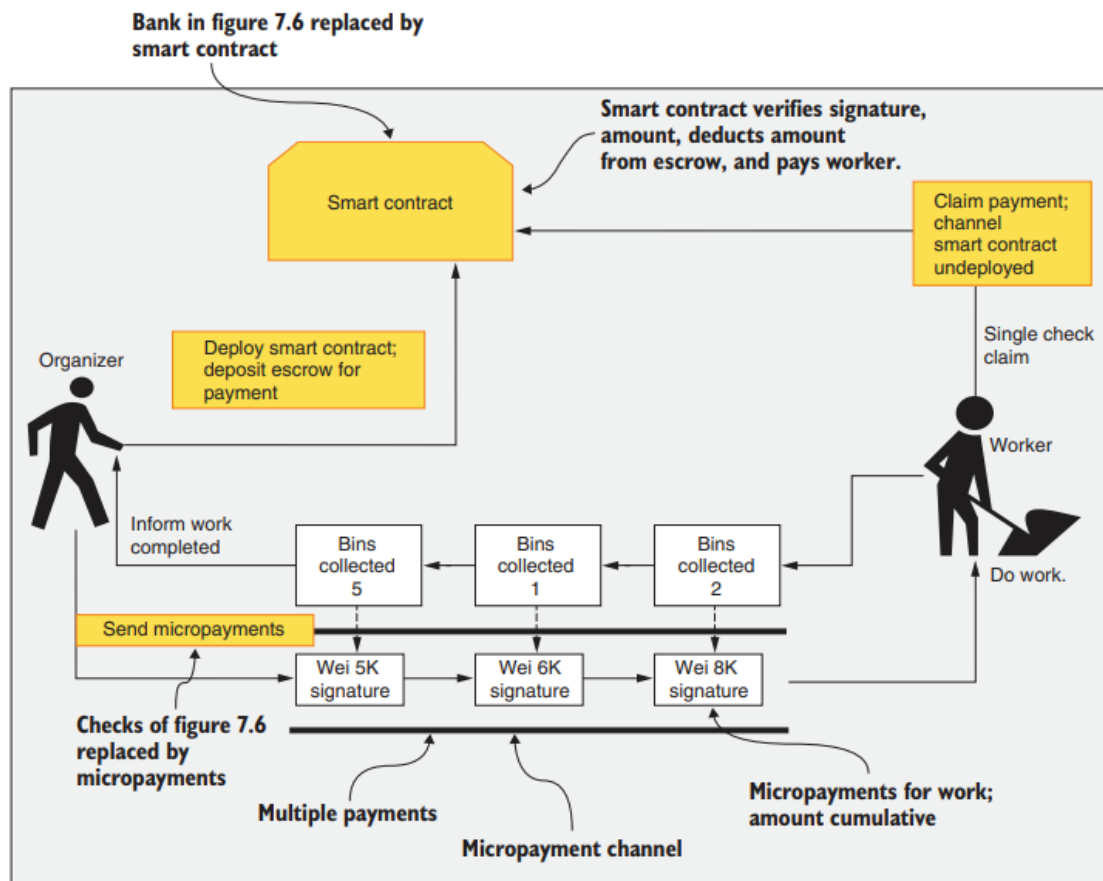 Bank in figure 7.6 replaced by
smart contract
Smart contract verifies signature,
amount, deducts amount
from escrow, and pays worker.
Smart contract
Claim payment;
channel
smart contract
undeployed
Single check
claim
Deploy smart contract;
deposit escrow for
payment
Organizer
Worker
Inform work
completed
Bins
collected
5
Bins
collected
1
Bins
collected
2
Do work.
Send micropayments
Wei 5K
signature
Wei 6K
signature
Wei 8K
signature
Checks of figure 7.6
replaced by
micropayments
Multiple payments
Micropayment channel
Micropayments for work;
amount cumulative